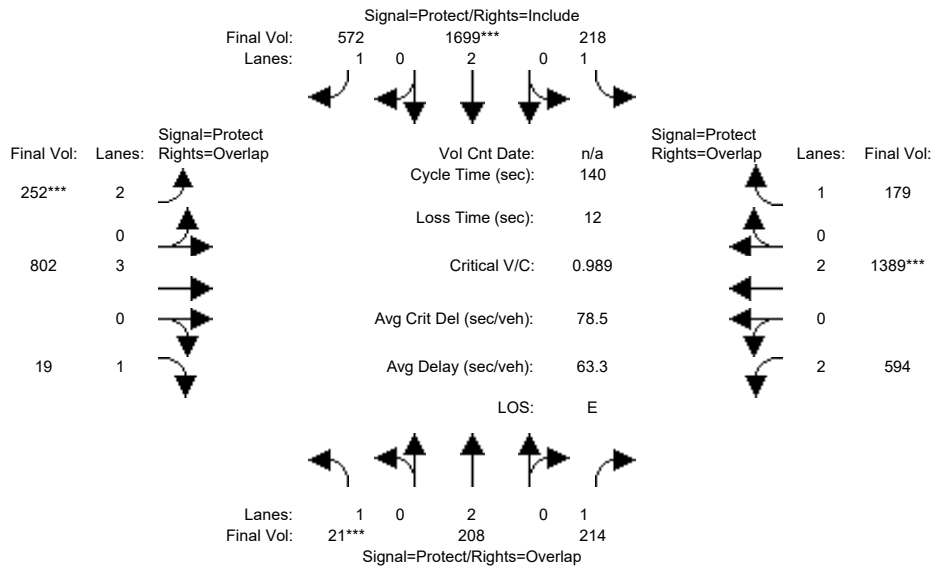 Signal=Protect/Rights=Include
Final Vol: 572 1699*** 218
Lanes: 1 0 2 0 1
Signal=Protect
Final Vol: Lanes: Rights=Overlap
Vol Cnt Date: n/a
Signal=Protect
Rights=Overlap Lanes: Final Vol:
Cycle Time (sec): 140
252*** 2
1 179
Loss Time (sec): 12
0
0
802 3
Critical V/C: 0.989
2 1389***
0
Avg Crit Del (sec/veh): 78.5
0
19 1
Avg Delay (sec/veh): 63.3
2 594
LOS: E
Lanes: 1 0 2 0 1
Final Vol: 21*** 208 214
Signal=Protect/Rights=Overlap